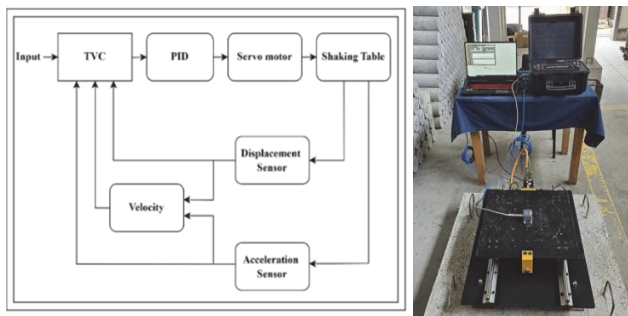 Input
TVC
PID
Servo motor
Shaking Table
Displacement
Sensor
Velocity
Acceleration
Sensor